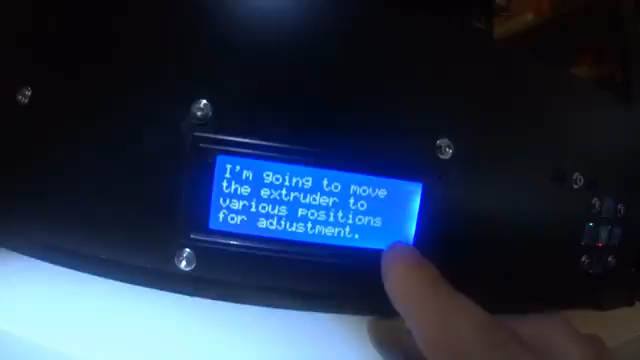 I'm going to move
the extruder to
various positions
for adjustment.